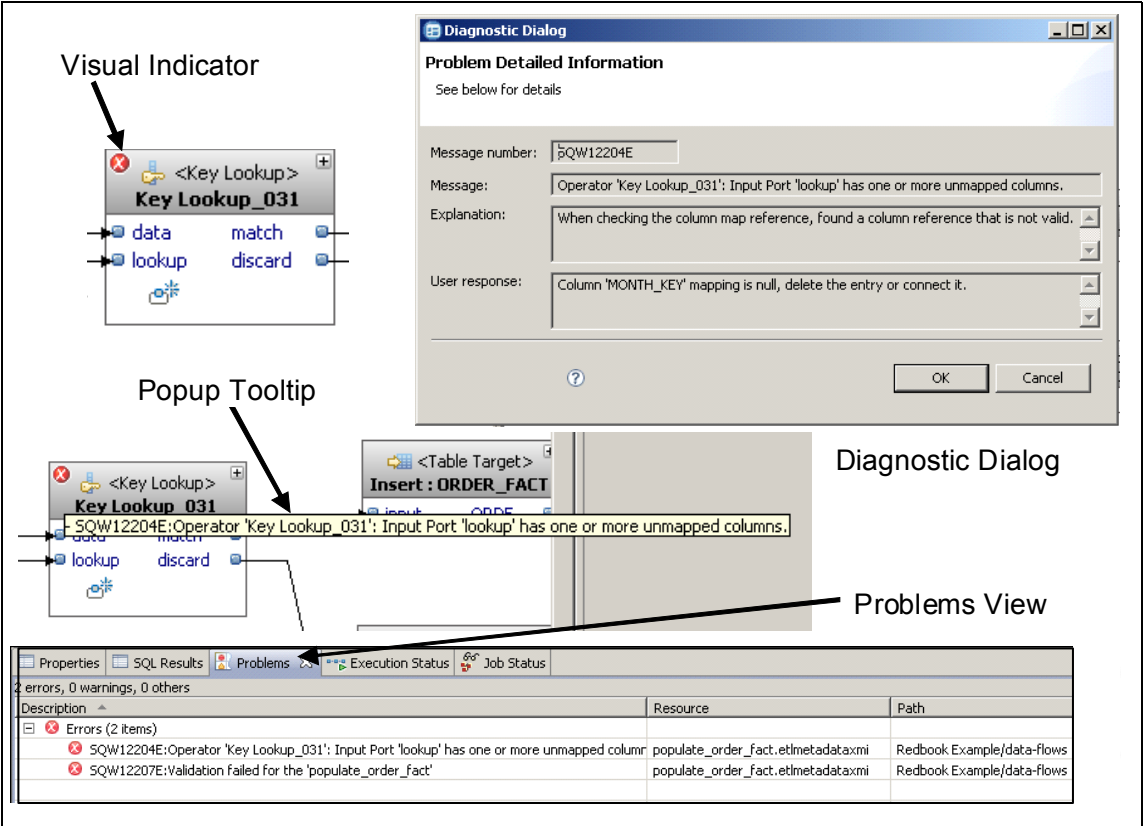 Visual Indicator
<Key Lookup>
Key Lookup_031
data match
lookup discard
Diagnostic Dialog
Problem Detailed Information
See below for details
Message number: SQW12204E
Message: Operator 'Key Lookup_031': Input Port 'lookup' has one or more unmapped columns.
Explanation: When checking the column map reference, found a column reference that is not valid.
User response: Column 'MONTH_KEY' mapping is null, delete the entry or connect it.
OK Cancel
Popup Tooltip
Diagnostic Dialog
<Key Lookup>
Key Lookup_031
<Table Target>
Insert : ORDER_FACT
input ORDE
- SQW12204E:Operator 'Key Lookup_031': Input Port 'lookup' has one or more unmapped columns.
data match
lookup discard
Problems View
Properties SQL Results Problems Execution Status Job Status
2 errors, 0 warnings, 0 others
Description Resource Path
Errors (2 items)
SQW12204E:Operator 'Key Lookup_031': Input Port 'lookup' has one or more unmapped column populate_order_fact.etlmetadataxmi Redbook Example/data-flows
SQW12207E:Validation failed for the 'populate_order_fact' populate_order_fact.etlmetadataxmi Redbook Example/data-flows